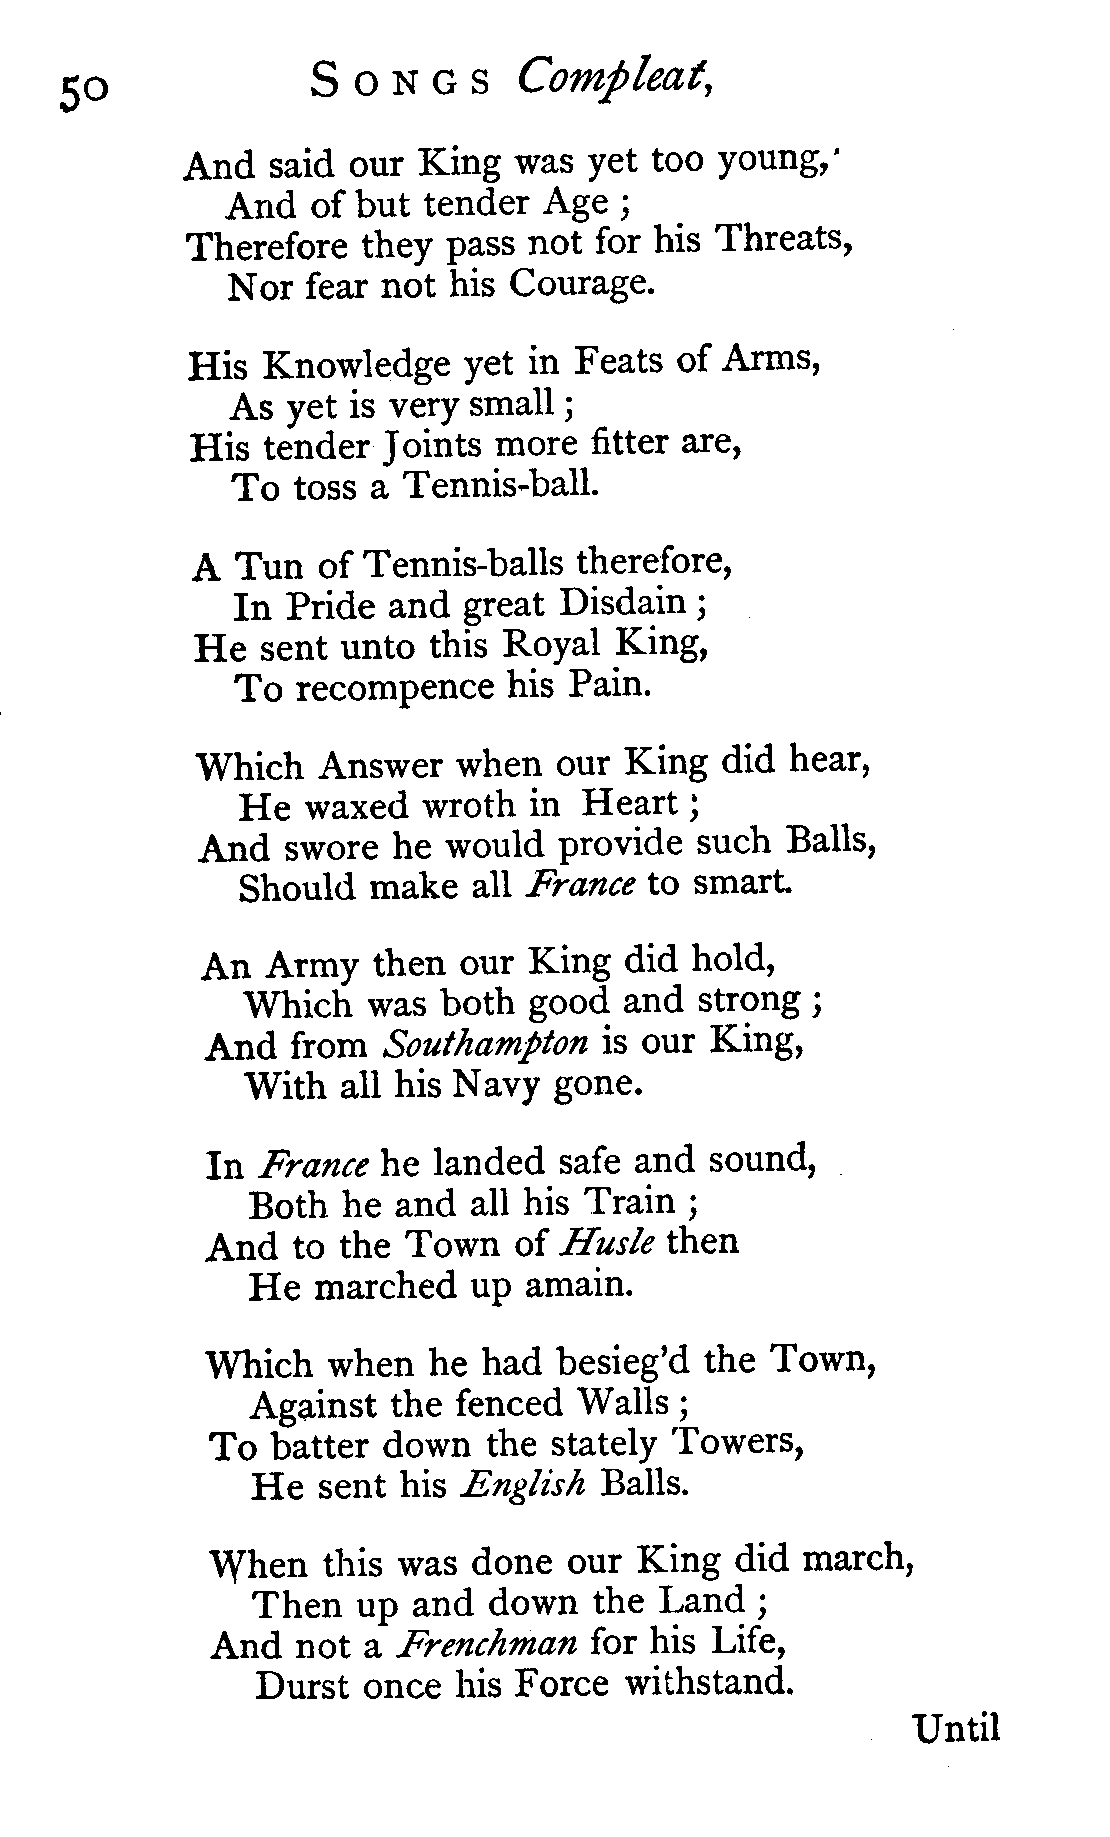 50 SONGS Compleat,
And said our King was yet too young,'
And of but tender Age ;
Therefore they pass not for his Threats,
Nor fear not his Courage.
His Knowledge yet in Feats of Arms,
As yet is very small ;
His tender Joints more fitter are,
To toss a Tennis-ball.
A Tun of Tennis-balls therefore,
In Pride and great Disdain ;
He sent unto this Royal King,
To recompence his Pain.
Which Answer when our King did hear,
He waxed wroth in Heart ;
And swore he would provide such Balls,
Should make all France to smart.
An Army then our King did hold,
Which was both good and strong ;
And from Southampton is our King,
With all his Navy gone.
In France he landed safe and sound,
Both he and all his Train ;
And to the Town of Husle then
He marched up amain.
Which when he had besieg'd the Town,
Against the fenced Walls ;
To batter down the stately Towers,
He sent his English Balls.
When this was done our King did march,
Then up and down the Land ;
And not a Frenchman for his Life,
Durst once his Force withstand.
Until